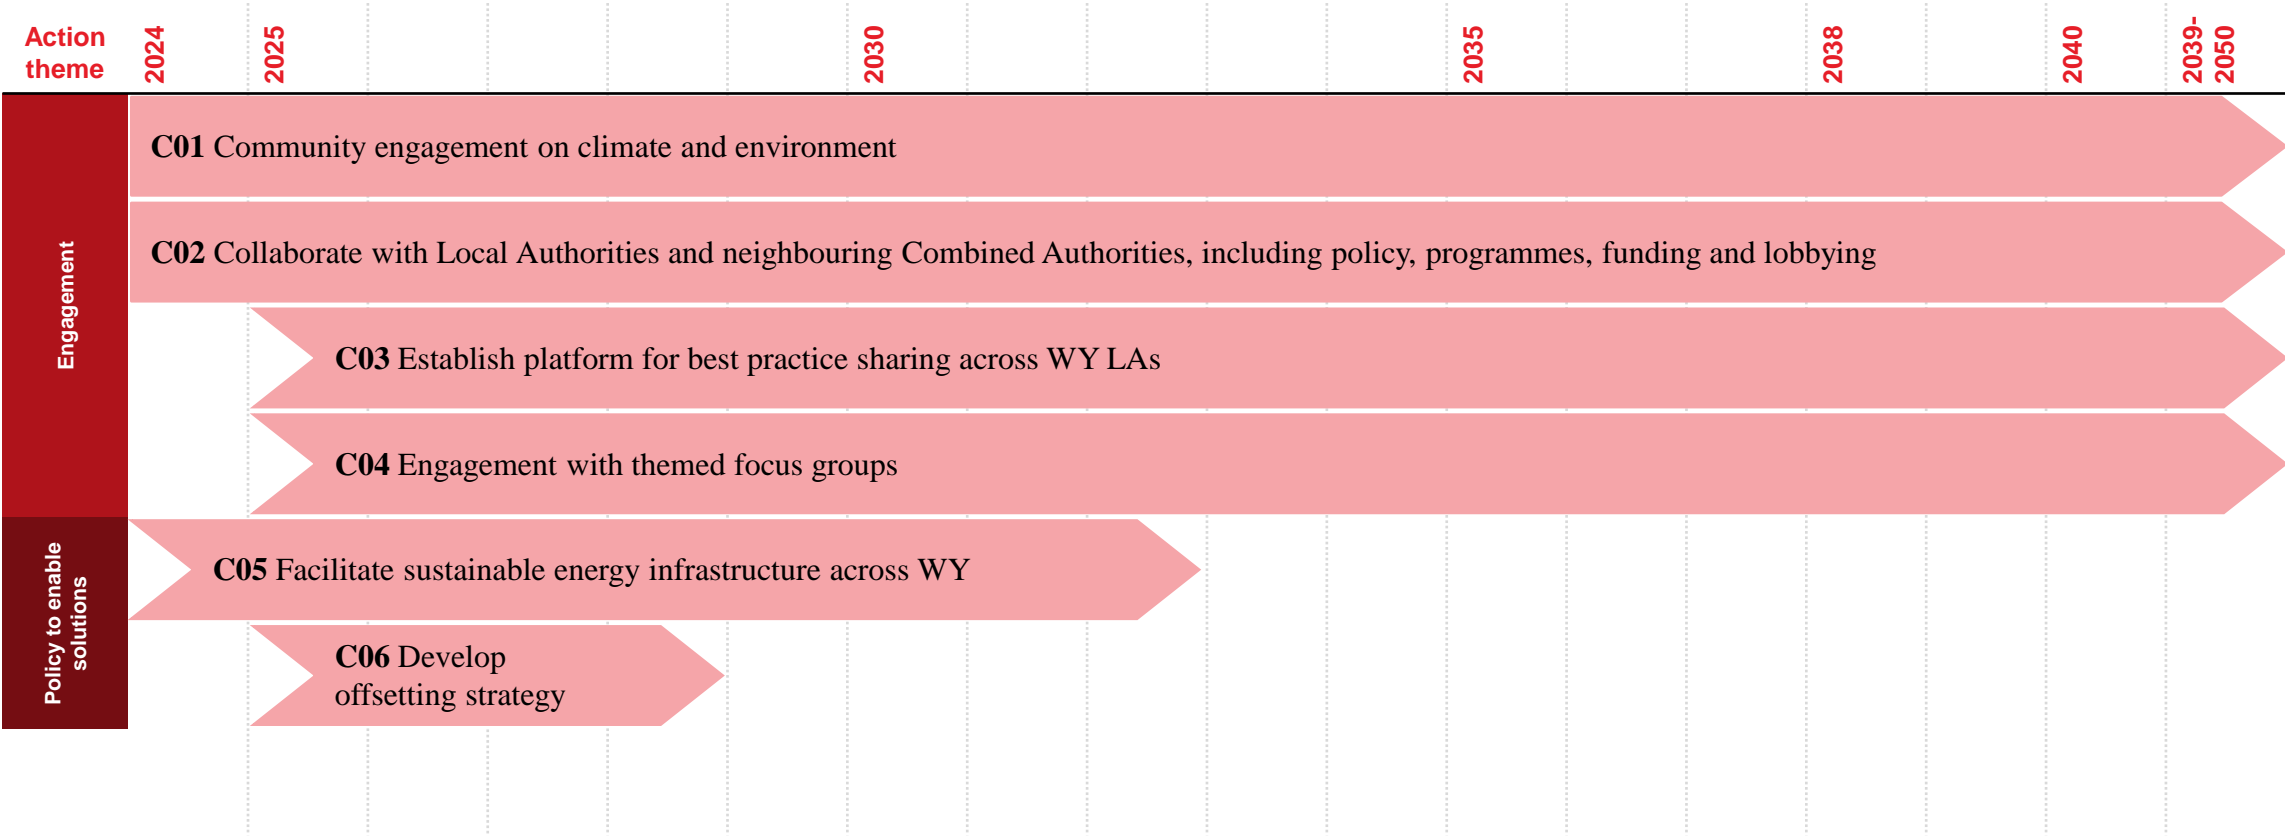 Action
theme
2024
2025
2030
2035
2038
2040
2039-
2050
Engagement
C01 Community engagement on climate and environment
C02 Collaborate with Local Authorities and neighbouring Combined Authorities, including policy, programmes, funding and lobbying
C03 Establish platform for best practice sharing across WY LAs
C04 Engagement with themed focus groups
Policy to enable
solutions
C05 Facilitate sustainable energy infrastructure across WY
C06 Develop
offsetting strategy